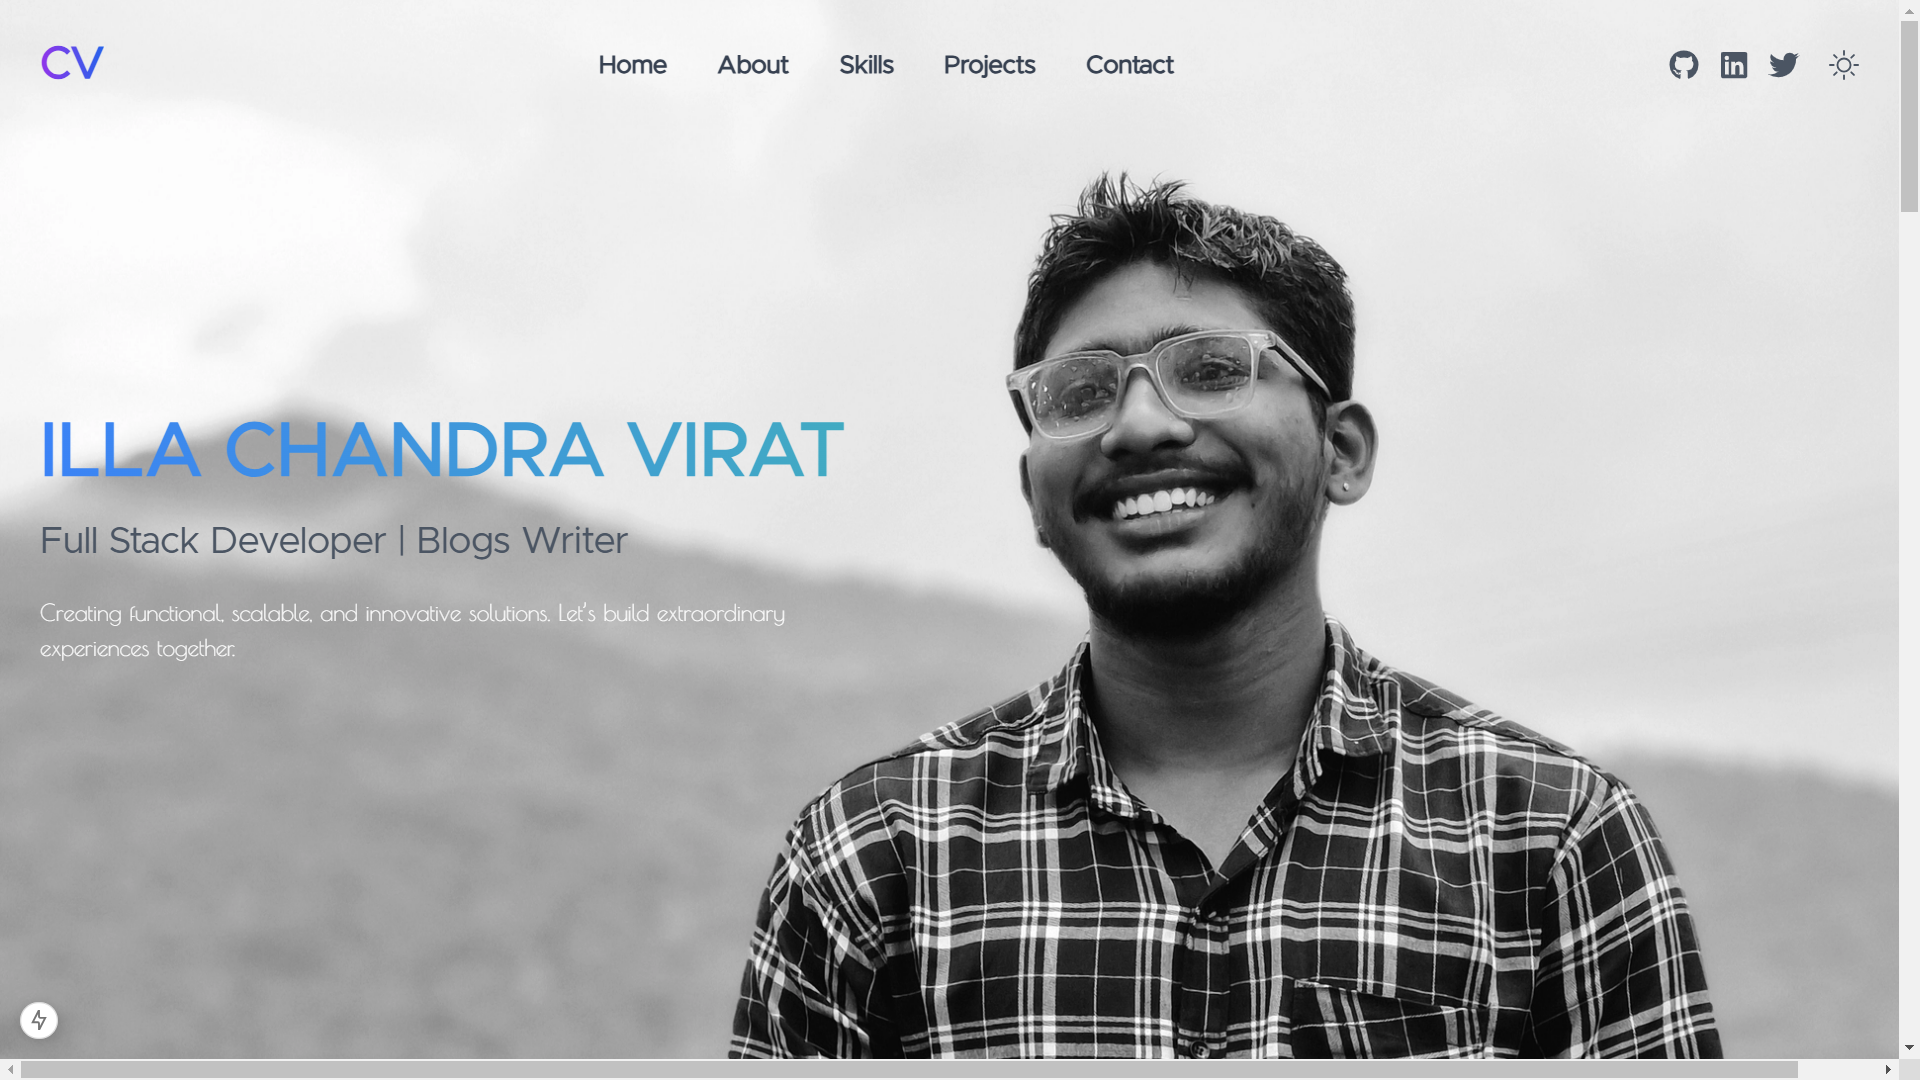 CV
Home
About
Skills
Projects
Contact
ILLA CHANDRA VIRAT
Full Stack Developer | Blogs Writer
Creating functional, scalable, and innovative solutions. Let's build extraordinary
experiences together.